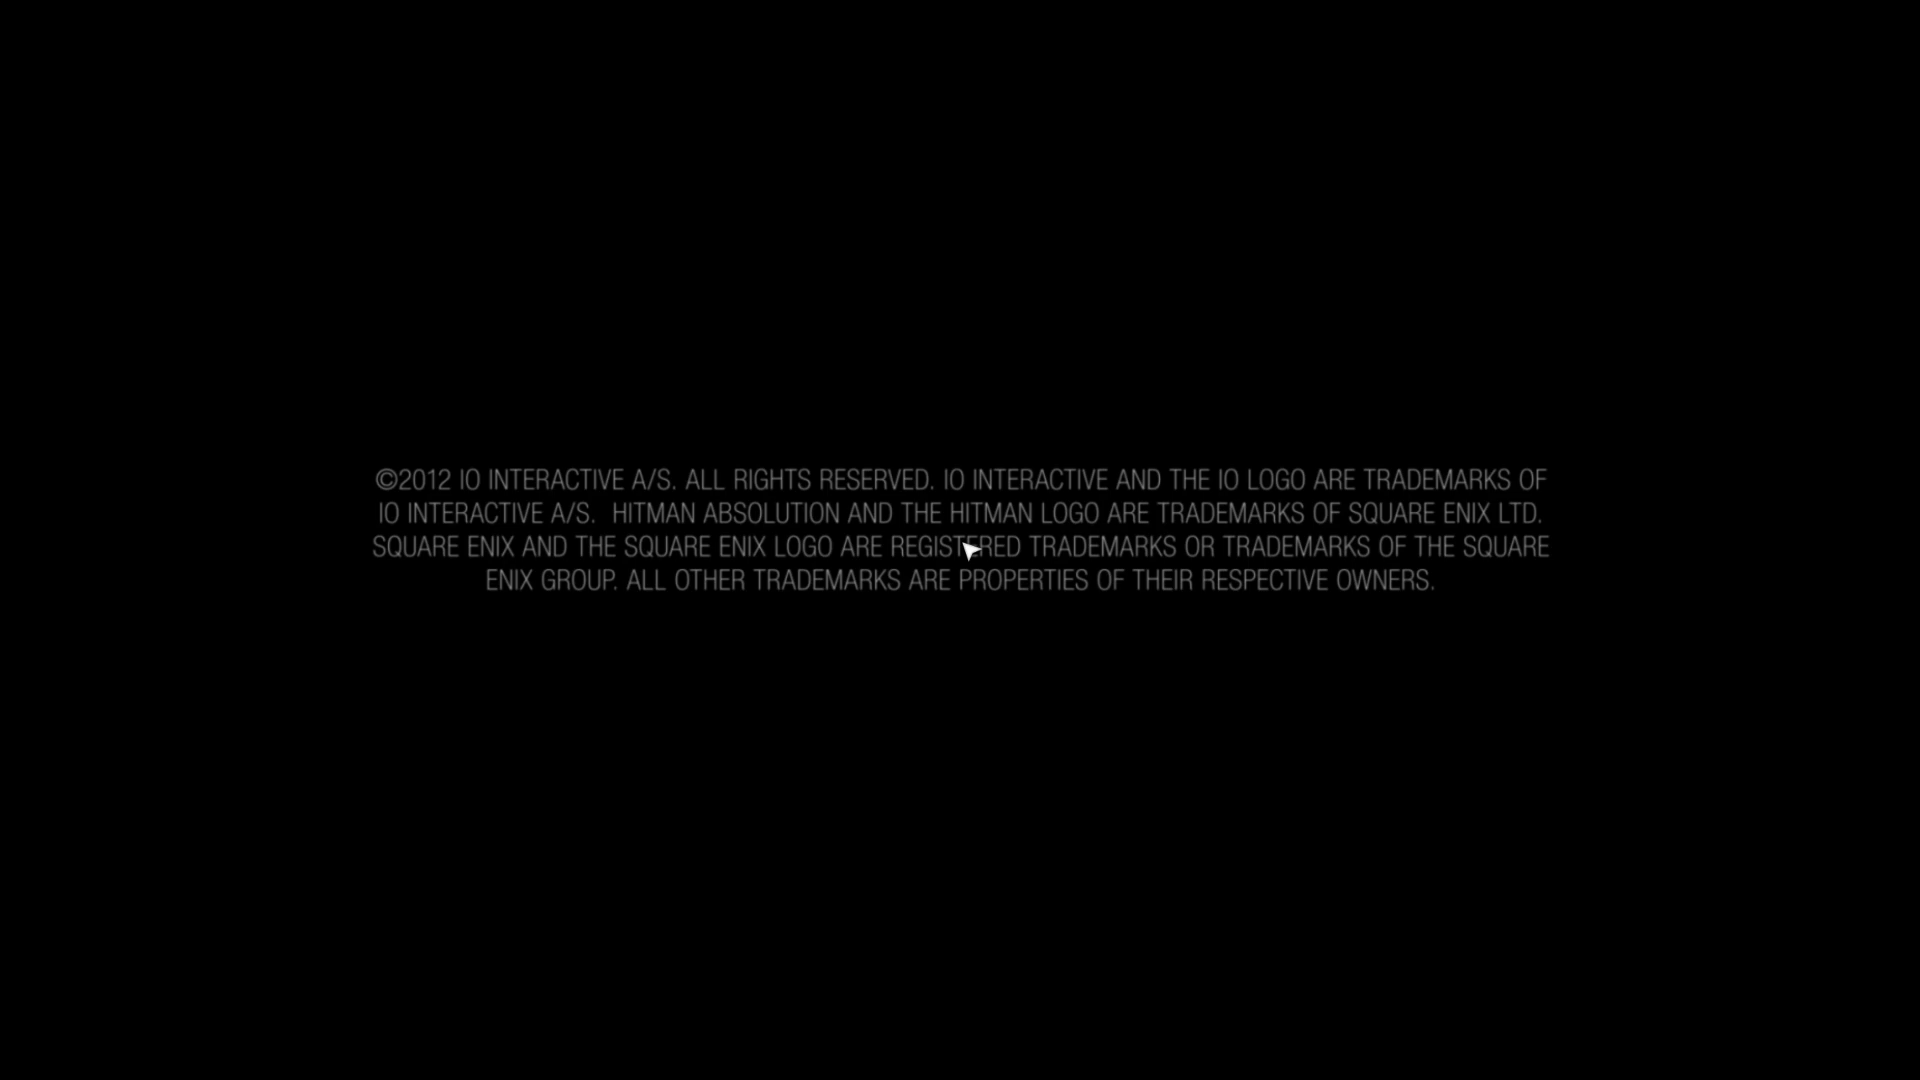 ©2012 IO INTERACTIVE A/S. ALL RIGHTS RESERVED. IO INTERACTIVE AND THE IO LOGO ARE TRADEMARKS OF
IO INTERACTIVE A/S.  HITMAN ABSOLUTION AND THE HITMAN LOGO ARE TRADEMARKS OF SQUARE ENIX LTD.
SQUARE ENIX AND THE SQUARE ENIX LOGO ARE REGISTERED TRADEMARKS OR TRADEMARKS OF THE SQUARE
ENIX GROUP. ALL OTHER TRADEMARKS ARE PROPERTIES OF THEIR RESPECTIVE OWNERS.